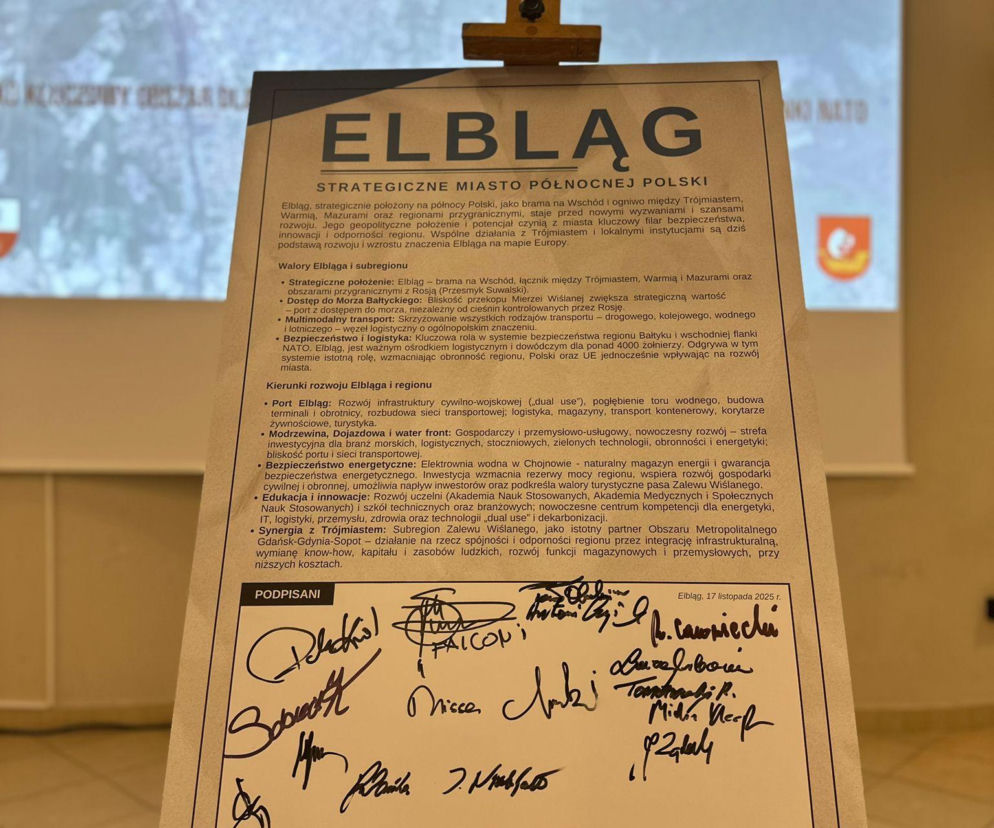 NATO
ELBLĄG
STRATEGICZNE MIASTO PÓŁNOCNEJ POLSKI
Elbląg, strategicznie położony na północy Polski, jako brama na Wschód i ogniwo między Trójmiastem,
Warmią, Mazurami oraz regionami przygranicznymi, staje przed nowymi wyzwaniami i szansami
rozwoju. Jego geopolityczne położenie i potencjał czynią z miasta kluczowy filar bezpieczeństwa,
innowacji i odporności regionu. Wspólne działania z Trójmiastem i lokalnymi instytucjami są dziś
podstawą rozwoju i wzrostu znaczenia Elbląga na mapie Europy.
Walory Elbląga i subregionu
• Strategiczne położenie: Elbląg – brama na Wschód, łącznik między Trójmiastem, Warmią i Mazurami oraz
obszarami przygranicznymi z Rosją (Przesmyk Suwalski).
• Dostęp do Morza Bałtyckiego: Bliskość przekopu Mierzei Wiślanej zwiększa strategiczną wartość
– port z dostępem do morza, niezależny od cieśnin kontrolowanych przez Rosję.
• Multimodalny transport: Skrzyżowanie wszystkich rodzajów transportu – drogowego, kolejowego, wodnego
i lotniczego – węzeł logistyczny o ogólnopolskim znaczeniu.
• Bezpieczeństwo i logistyka: Kluczowa rola w systemie bezpieczeństwa regionu Bałtyku i wschodniej flanki
NATO. Elbląg, jest ważnym ośrodkiem logistycznym i dowódczym dla ponad 4000 żołnierzy. Odgrywa w tym
systemie istotną rolę, wzmacniając obronność regionu, Polski oraz UE jednocześnie wpływając na rozwój
miasta.
Kierunki rozwoju Elbląga i regionu
• Port Elbląg: Rozwój infrastruktury cywilno-wojskowej („dual use”), pogłębienie toru wodnego, budowa
terminali i obrotnicy, rozbudowa sieci transportowej; logistyka, magazyny, transport kontenerowy, korytarze
żywnościowe, turystyka.
• Modrzewina, Dojazdowa i water front: Gospodarczy i przemysłowo-usługowy, nowoczesny rozwój – strefa
inwestycyjna dla branż morskich, logistycznych, stoczniowych, zielonych technologii, obronności i energetyki;
bliskość portu i sieci transportowej.
• Bezpieczeństwo energetyczne: Elektrownia wodna w Chojnowie - naturalny magazyn energii i gwarancja
bezpieczeństwa energetycznego. Inwestycja wzmacnia rezerwy mocy regionu, wspiera rozwój gospodarki
cywilnej i obronnej, umożliwia napływ inwestorów oraz podkreśla walory turystyczne pasa Zalewu Wiślanego.
• Edukacja i innowacje: Rozwój uczelni (Akademia Nauk Stosowanych, Akademia Medycznych i Społecznych
Nauk Stosowanych) i szkół technicznych oraz branżowych; nowoczesne centrum kompetencji dla energetyki,
IT, logistyki, przemysłu, zdrowia oraz technologii „dual use” i dekarbonizacji.
• Synergia z Trójmiastem: Subregion Zalewu Wiślanego, jako istotny partner Obszaru Metropolitalnego
Gdańsk-Gdynia-Sopot – działanie na rzecz spójności i odporności regionu przez integrację infrastrukturalną,
wymianę know-how, kapitału i zasobów ludzkich, rozwój funkcji magazynowych i przemysłowych, przy
niższych kosztach.
PODPISANI
Elbląg, 17 listopada 2025 r.
FALCONI